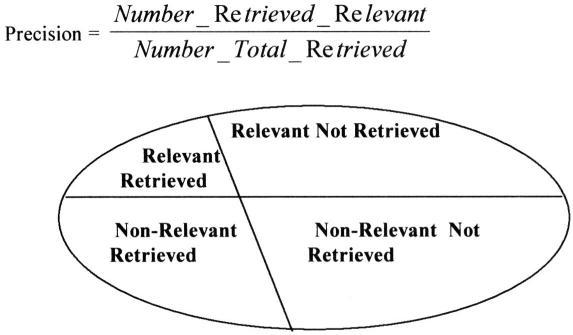 Precision = Number_Retrieved_Relevant / Number_Total_Retrieved
Relevant Not Retrieved
Relevant
Retrieved
Non-Relevant
Retrieved
Non-Relevant Not
Retrieved